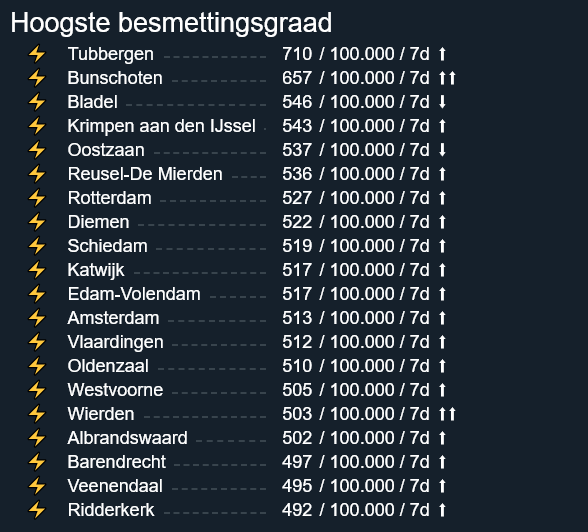 Hoogste besmettingsgraad
Tubbergen 710 / 100.000 / 7d ⬆
Bunschoten 657 / 100.000 / 7d ⬆⬆
Bladel 546 / 100.000 / 7d ⬇
Krimpen aan den IJssel 543 / 100.000 / 7d ⬆
Oostzaan 537 / 100.000 / 7d ⬇
Reusel-De Mierden 536 / 100.000 / 7d ⬆
Rotterdam 527 / 100.000 / 7d ⬆
Diemen 522 / 100.000 / 7d ⬆
Schiedam 519 / 100.000 / 7d ⬆
Katwijk 517 / 100.000 / 7d ⬆
Edam-Volendam 517 / 100.000 / 7d ⬆
Amsterdam 513 / 100.000 / 7d ⬆
Vlaardingen 512 / 100.000 / 7d ⬆
Oldenzaal 510 / 100.000 / 7d ⬆
Westvoorne 505 / 100.000 / 7d ⬆
Wierden 503 / 100.000 / 7d ⬆⬆
Albrandswaard 502 / 100.000 / 7d ⬆
Barendrecht 497 / 100.000 / 7d ⬆
Veenendaal 495 / 100.000 / 7d ⬆
Ridderkerk 492 / 100.000 / 7d ⬆